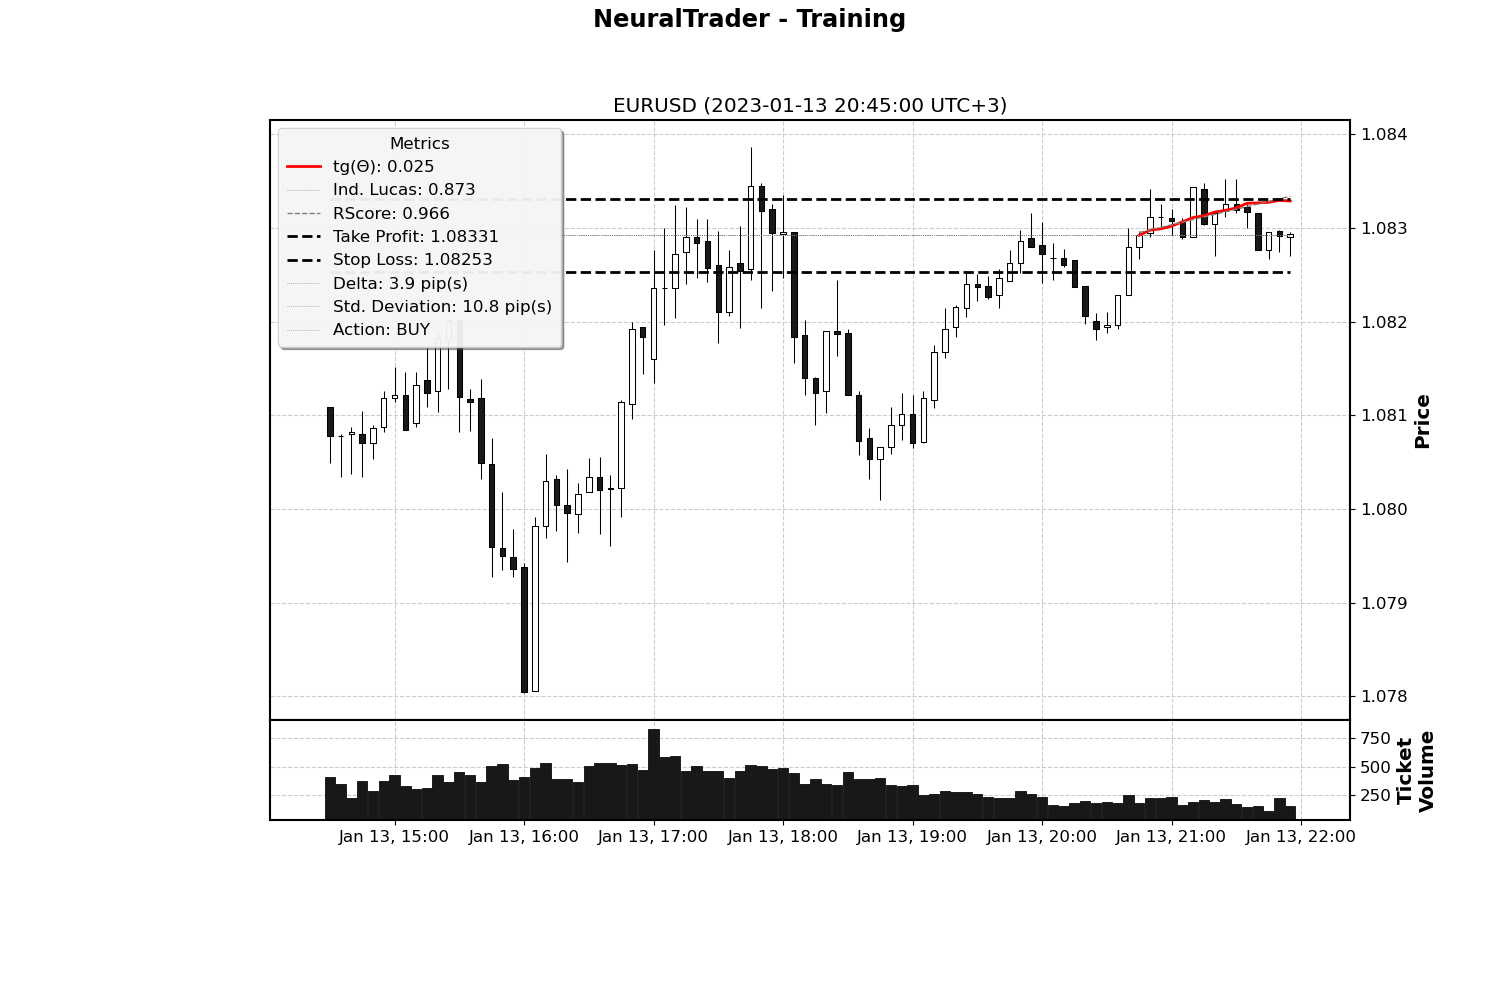 NeuralTrader - Training
EURUSD (2023-01-13 20:45:00 UTC+3)
Metrics
tg(Θ): 0.025
Ind. Lucas: 0.873
RScore: 0.966
Take Profit: 1.08331
Stop Loss: 1.08253
Delta: 3.9 pip(s)
Std. Deviation: 10.8 pip(s)
Action: BUY
1.084
1.083
1.082
1.081
1.080
1.079
1.078
Price
750
500
250
Ticket
Volume
Jan 13, 15:00
Jan 13, 16:00
Jan 13, 17:00
Jan 13, 18:00
Jan 13, 19:00
Jan 13, 20:00
Jan 13, 21:00
Jan 13, 22:00